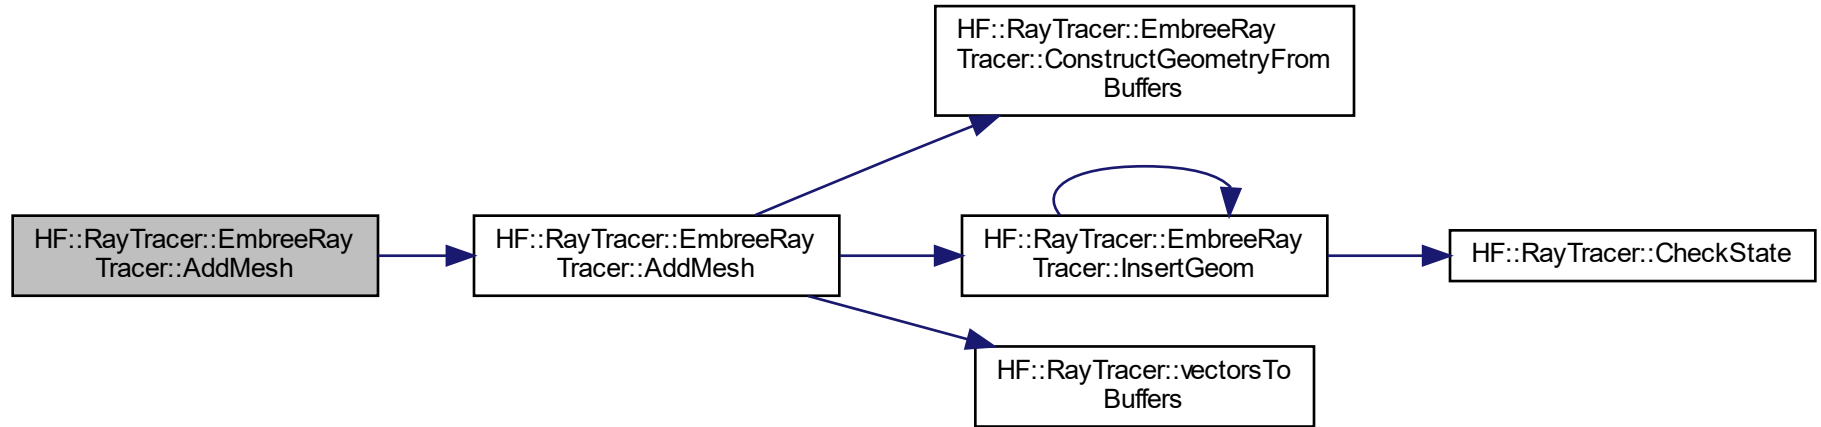 HF::RayTracer::EmbreeRay
Tracer::AddMesh
HF::RayTracer::EmbreeRay
Tracer::AddMesh
HF::RayTracer::EmbreeRay
Tracer::ConstructGeometryFrom
Buffers
HF::RayTracer::EmbreeRay
Tracer::InsertGeom
HF::RayTracer::CheckState
HF::RayTracer::vectorsTo
Buffers